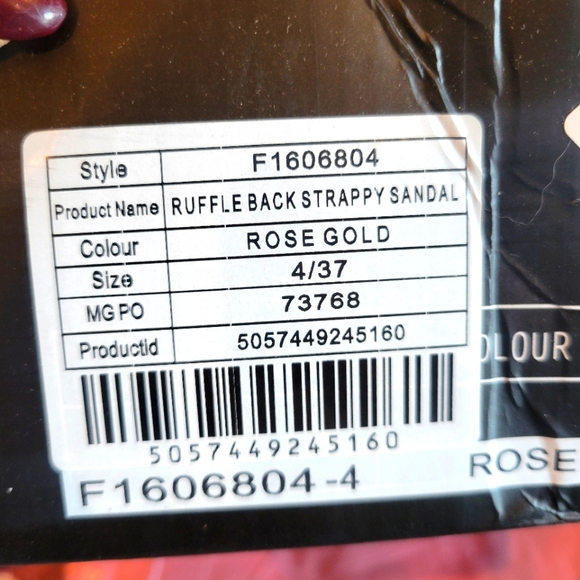 Style F1606804
Product Name RUFFLE BACK STRAPPY SANDAL
Colour ROSE GOLD
Size 4/37
MG PO 73768
ProductId 5057449245160
5057449245160
OLOUR
F1606804-4 ROSE